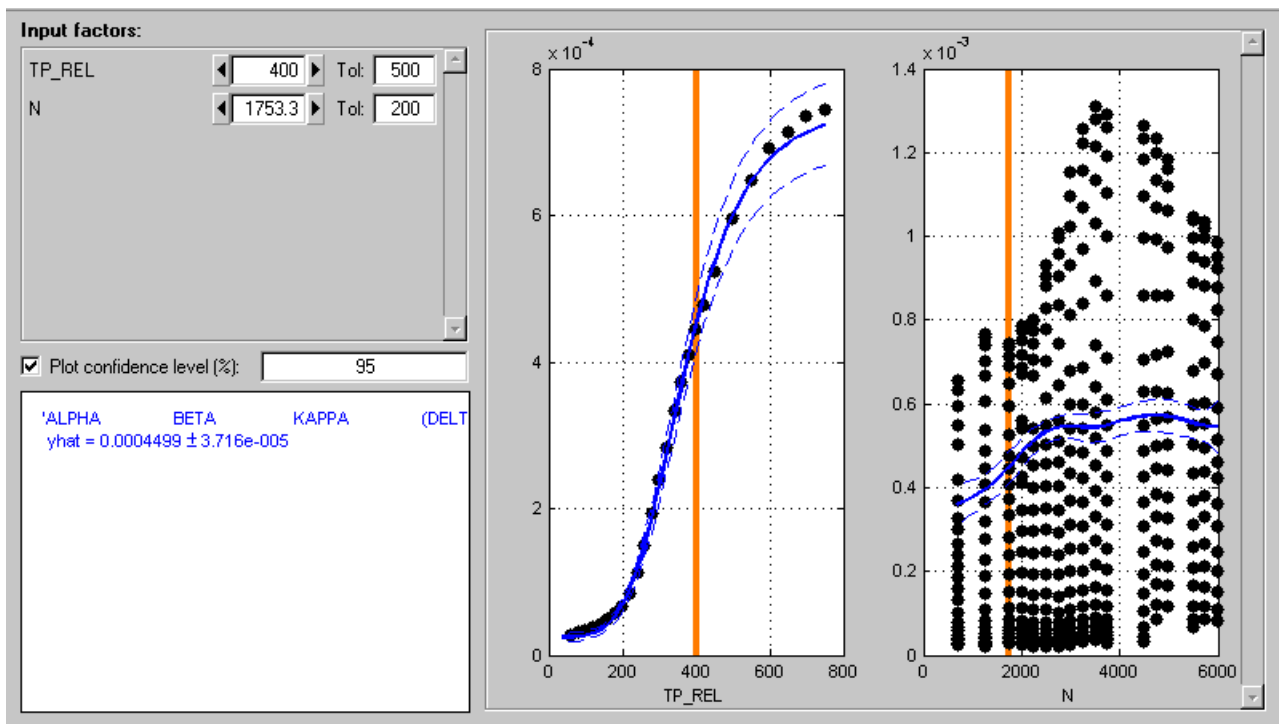 Input factors:
TP_REL 400 Tol: 500
N 1753.3 Tol: 200
Plot confidence level (%): 95
'ALPHA BETA KAPPA (DELT
yhat = 0.0004499 ± 3.716e-005
x 10^-4
8
6
4
2
0
0 200 400 600 800
TP_REL
x 10^-3
1.4
1.2
1
0.8
0.6
0.4
0.2
0
0 2000 4000 6000
N